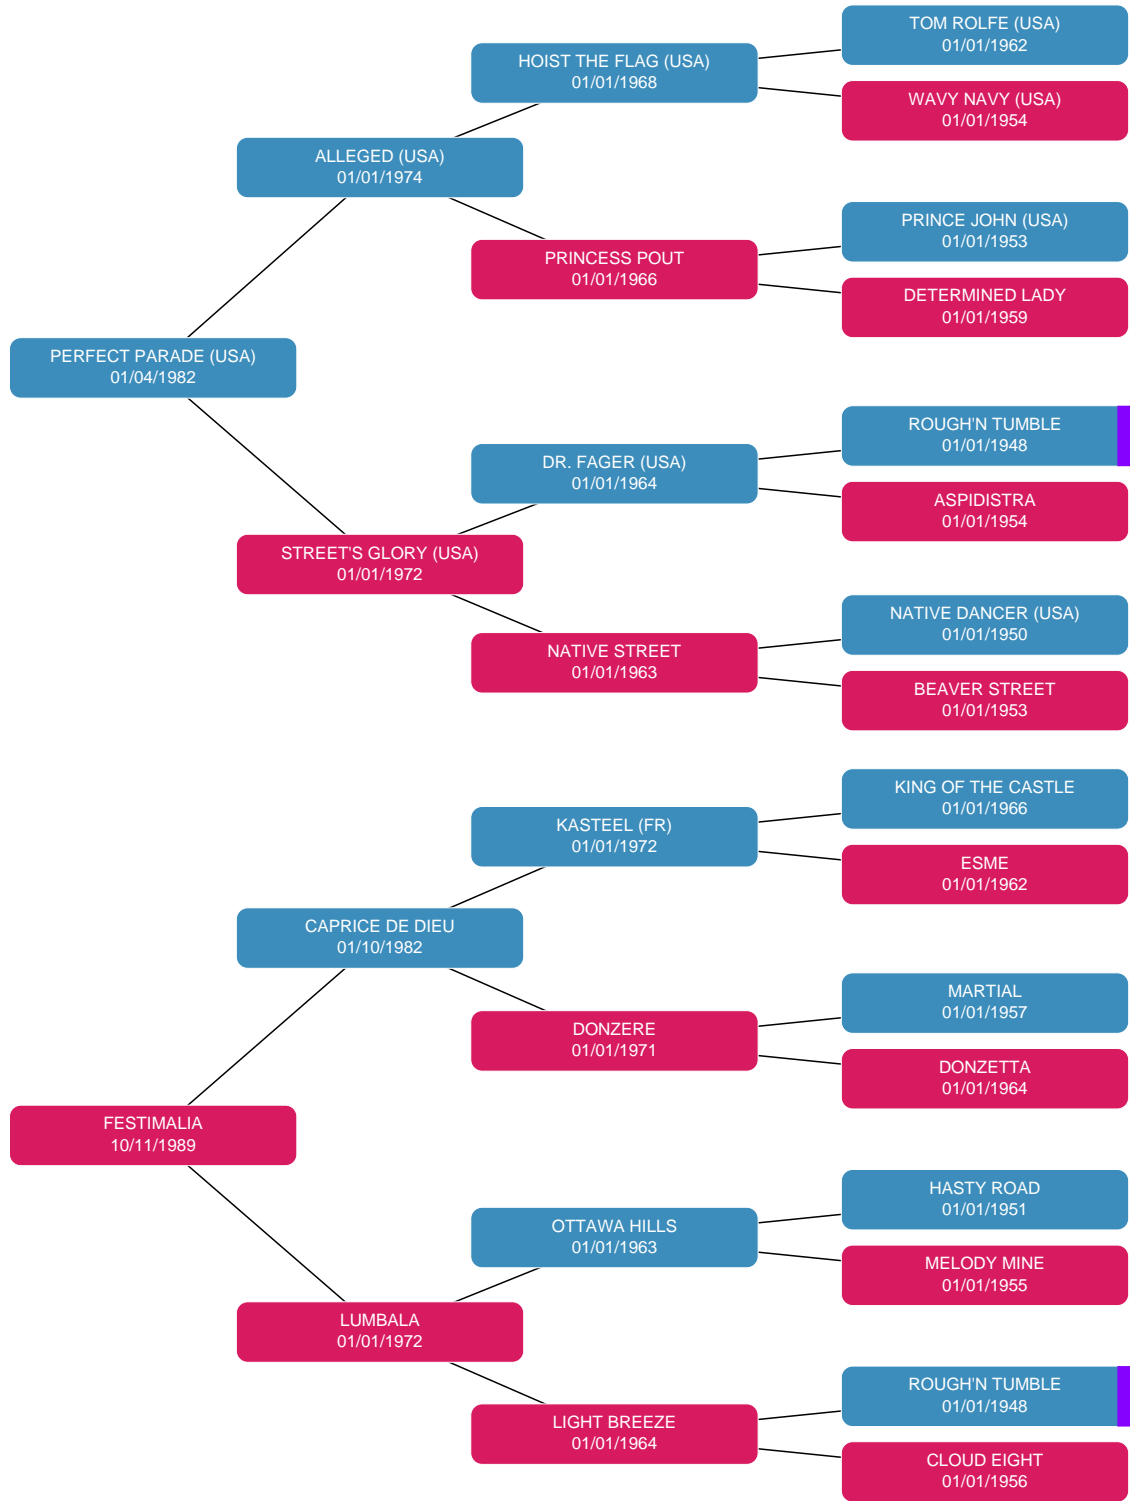 TOM ROLFE (USA)
01/01/1962
HOIST THE FLAG (USA)
01/01/1968
WAVY NAVY (USA)
01/01/1954
ALLEGED (USA)
01/01/1974
PRINCE JOHN (USA)
01/01/1953
PRINCESS POUT
01/01/1966
DETERMINED LADY
01/01/1959
PERFECT PARADE (USA)
01/04/1982
ROUGH'N TUMBLE
01/01/1948
DR. FAGER (USA)
01/01/1964
ASPIDISTRA
01/01/1954
STREET'S GLORY (USA)
01/01/1972
NATIVE DANCER (USA)
01/01/1950
NATIVE STREET
01/01/1963
BEAVER STREET
01/01/1953
KING OF THE CASTLE
01/01/1966
KASTEEL (FR)
01/01/1972
ESME
01/01/1962
CAPRICE DE DIEU
01/10/1982
MARTIAL
01/01/1957
DONZERE
01/01/1971
DONZETTA
01/01/1964
FESTIMALIA
10/11/1989
HASTY ROAD
01/01/1951
OTTAWA HILLS
01/01/1963
MELODY MINE
01/01/1955
LUMBALA
01/01/1972
ROUGH'N TUMBLE
01/01/1948
LIGHT BREEZE
01/01/1964
CLOUD EIGHT
01/01/1956